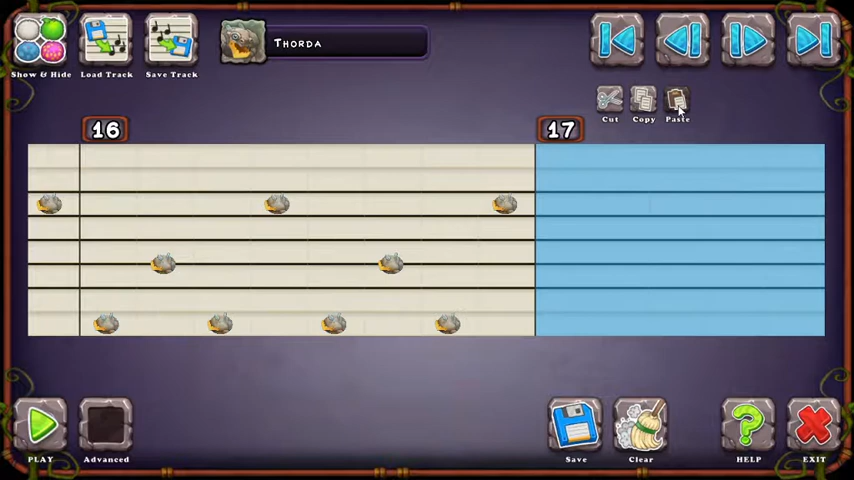 THORDA
Show & Hide
Load Track
Save Track
Cut
Copy
Paste
16
17
PLAY
Advanced
Save
Clear
HELP
EXIT